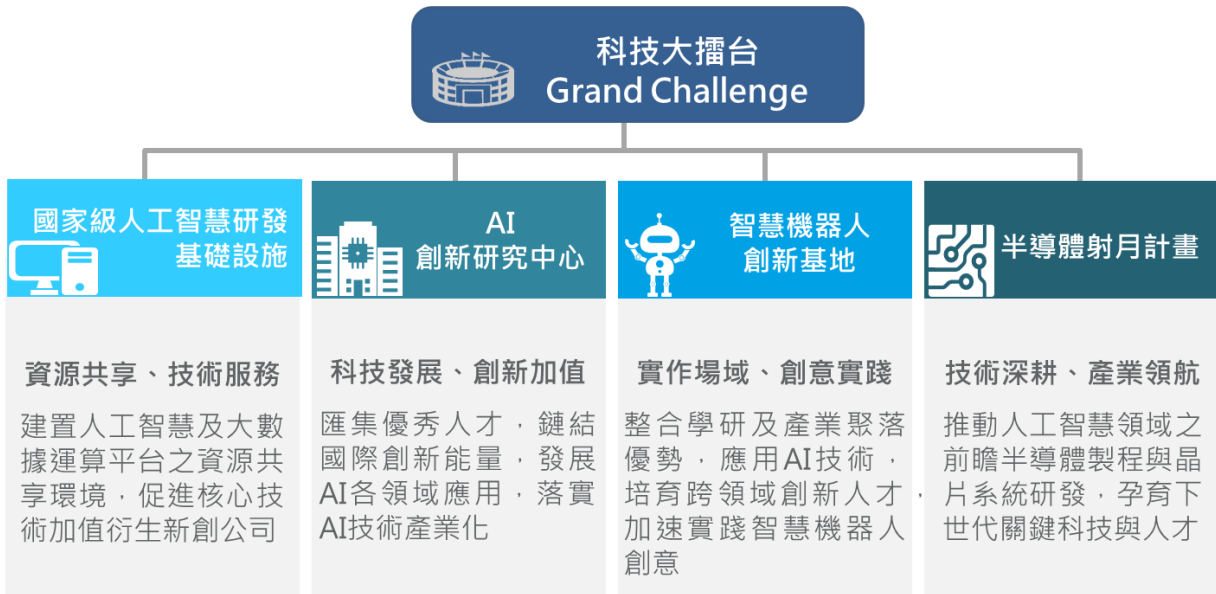 科技大擂台
Grand Challenge
國家級人工智慧研發
基礎設施
資源共享、技術服務
建置人工智慧及大數
據運算平台之資源共
享環境，促進核心技
術加值衍生新創公司
AI
創新研究中心
科技發展、創新加值
匯集優秀人才，鏈結
國際創新能量，發展
AI各領域應用，落實
AI技術產業化
智慧機器人
創新基地
實作場域、創意實踐
整合學研及產業聚落
優勢，應用AI技術，
培育跨領域創新人才，
加速實踐智慧機器人
創意
半導體射月計畫
技術深耕、產業領航
推動人工智慧領域之
前瞻半導體製程與晶
片系統研發，孕育下
世代關鍵科技與人才